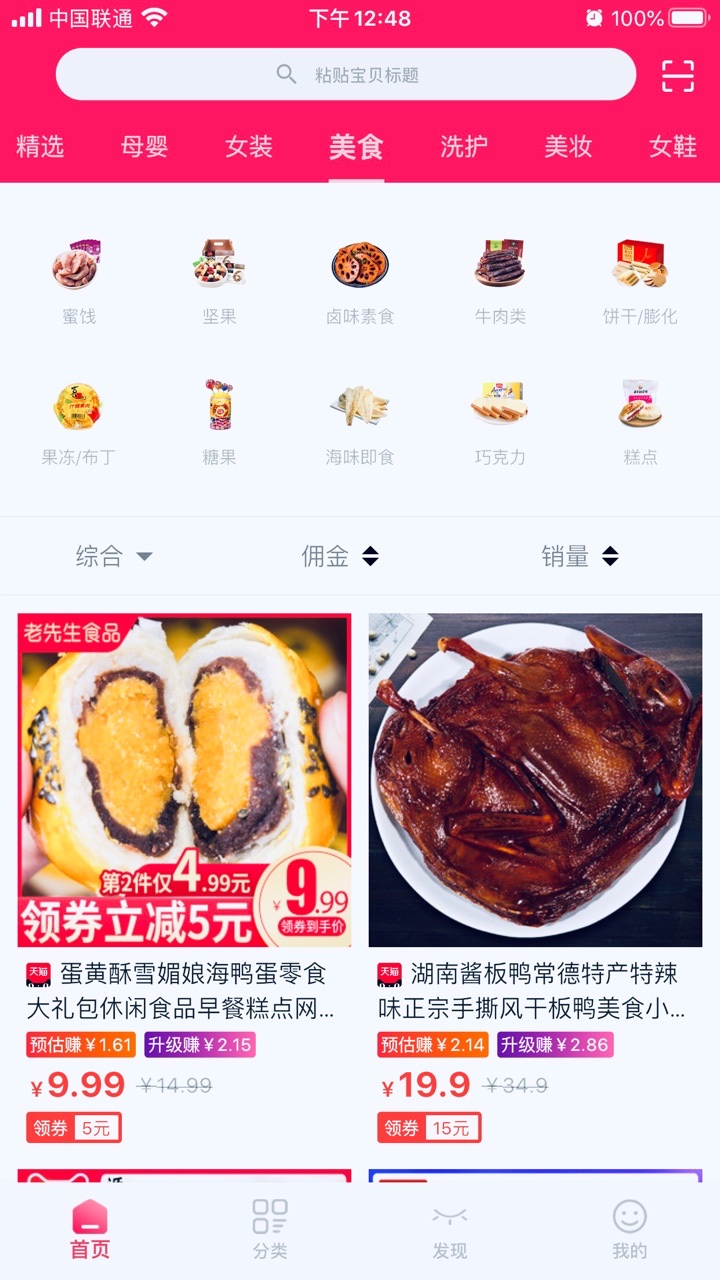 中国联通
下午12:48
100%
粘贴宝贝标题
精选
母婴
女装
美食
洗护
美妆
女鞋
蜜饯
坚果
卤味素食
牛肉类
饼干/膨化
果冻/布丁
糖果
海味即食
巧克力
糕点
综合
佣金
销量
老先生食品
第2件仅4.99元
领券立减5元
¥9.99
领券到手价
天猫 蛋黄酥雪媚娘海鸭蛋零食
大礼包休闲食品早餐糕点网...
预估赚¥1.61
升级赚¥2.15
¥9.99 ¥14.99
领券 5元
天猫 湖南酱板鸭常德特产特辣
味正宗手撕风干板鸭美食小...
预估赚¥2.14
升级赚¥2.86
¥19.9 ¥34.9
领券 15元
首页
分类
发现
我的